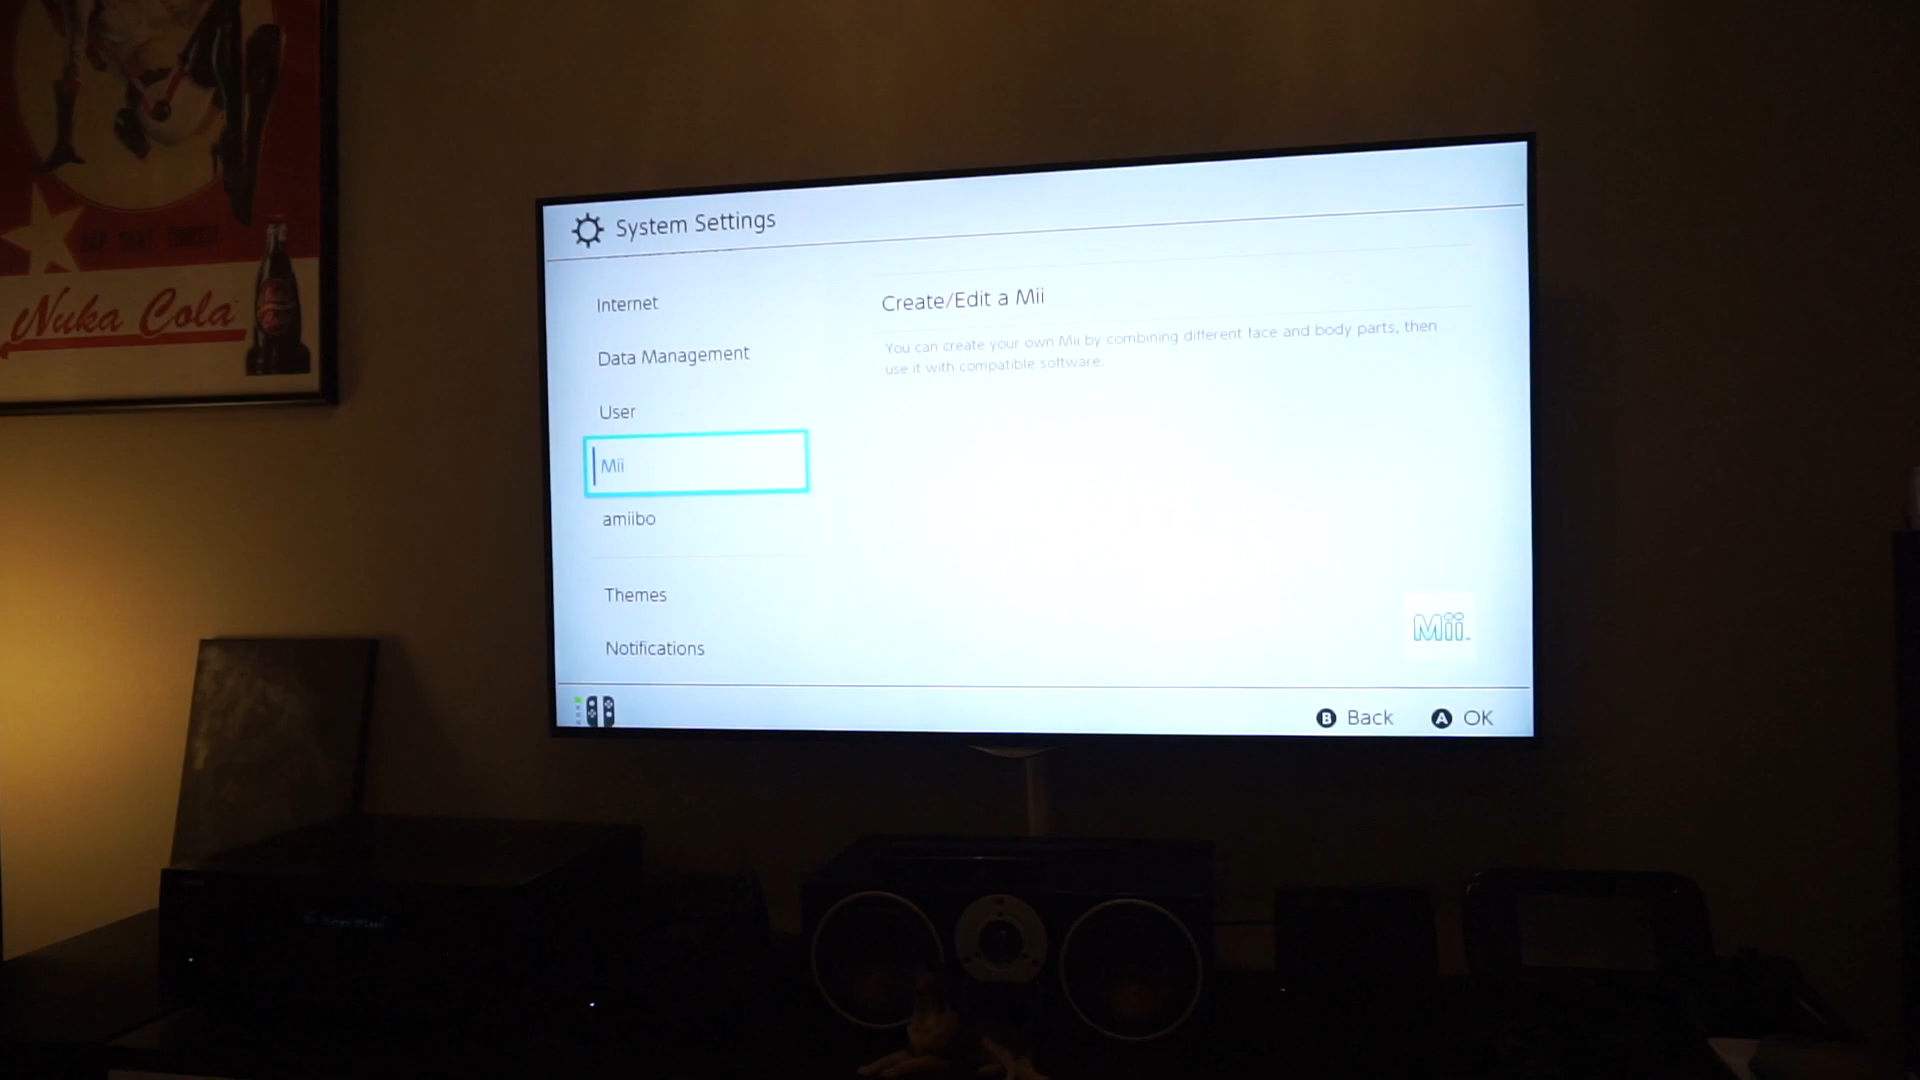 Nuka Cola
System Settings
Internet
Data Management
User
Mii
amiibo
Themes
Notifications
Create/Edit a Mii
You can create your own Mii by combining different face and body parts, then
use it with compatible software.
Mii
B Back
A OK